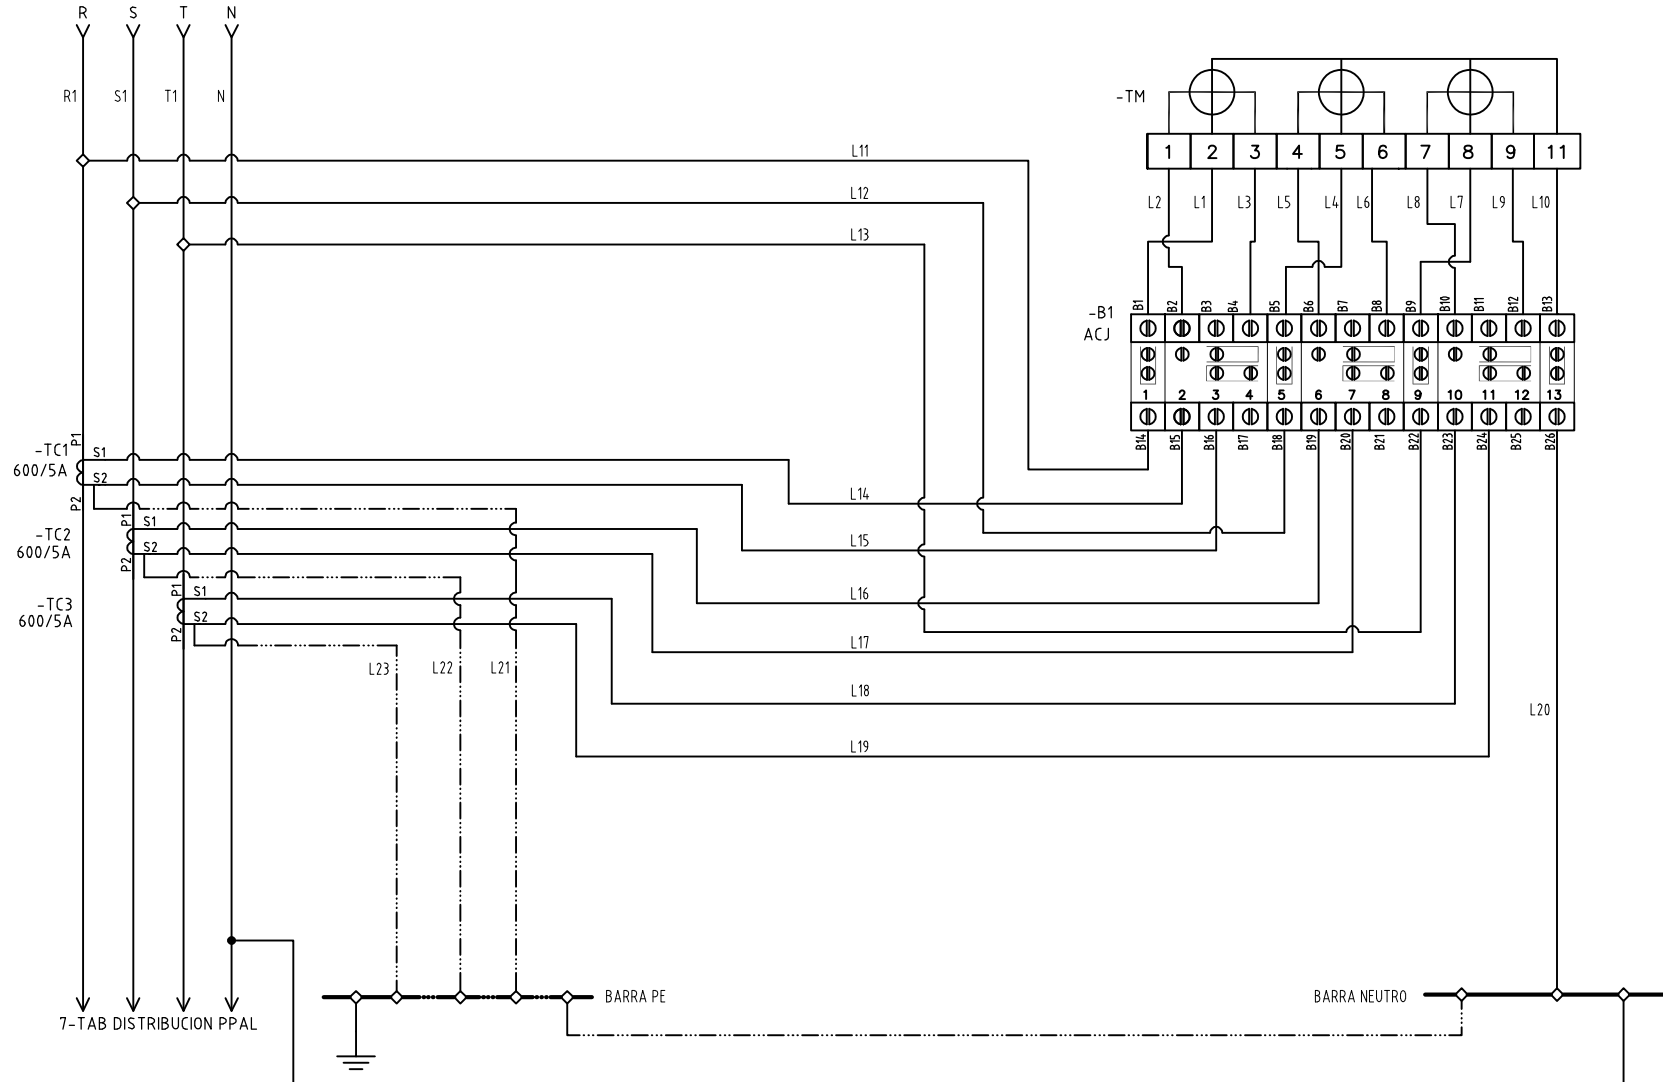 R S T N
R1 S1 T1 N
-TM
1 2 3 4 5 6 7 8 9 11
L11
L12
L13
L2 L1 L3 L5 L4 L6 L8 L7 L9 L10
B1 B2 B3 B4 B5 B6 B7 B8 B9 B10 B11 B12 B13
-B1
ACJ
1 2 3 4 5 6 7 8 9 10 11 12 13
B14 B15 B16 B17 B18 B19 B20 B21 B22 B23 B24 B25 B26
P1
-TC1
600/5A
S1
S2
P2
L14
P1
-TC2
600/5A
S1
S2
P2
L15
P1
-TC3
600/5A
S1
S2
P2
L16
L17
L23 L22 L21
L18
L20
L19
BARRA PE
BARRA NEUTRO
7-TAB DISTRIBUCION PPAL